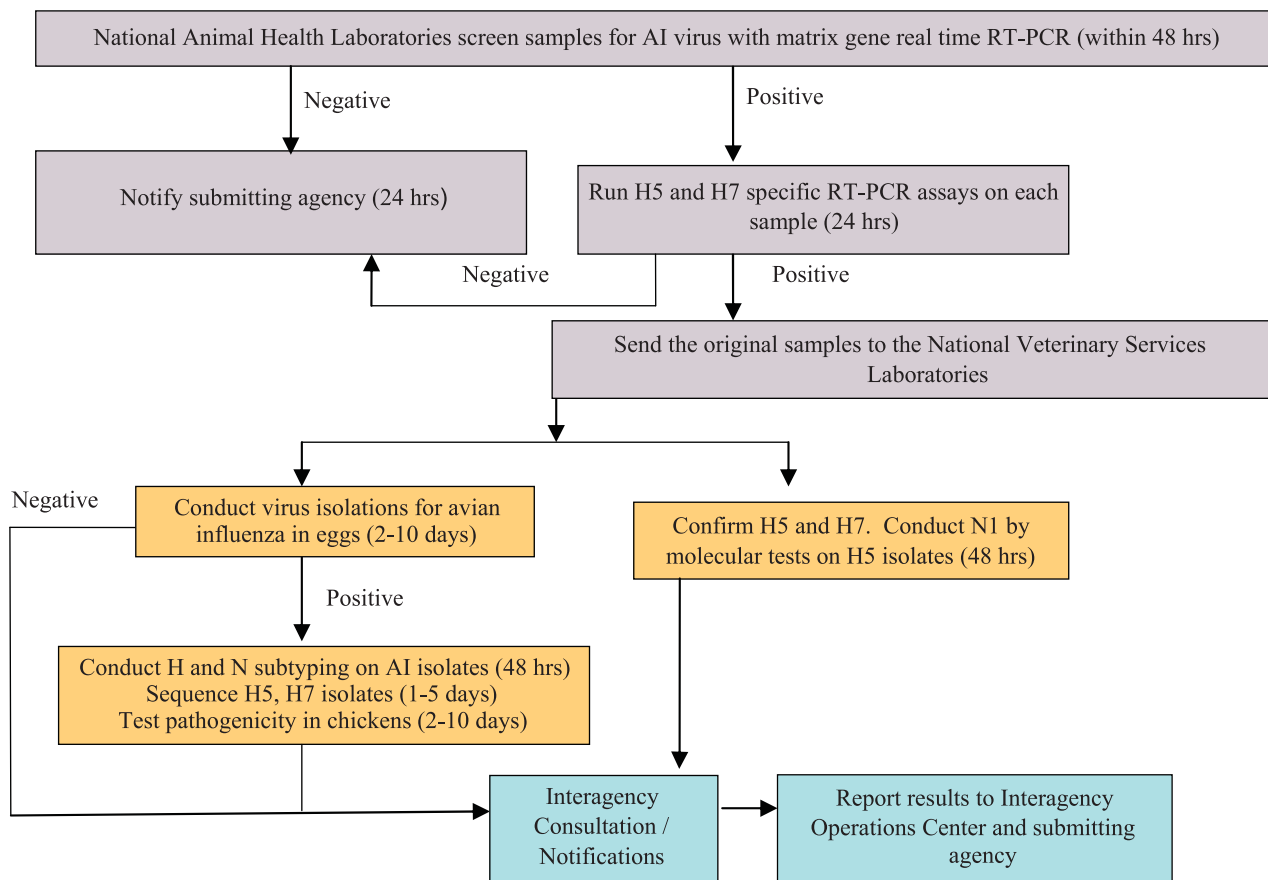 National Animal Health Laboratories screen samples for AI virus with matrix gene real time RT-PCR (within 48 hrs)
Negative
Positive
Notify submitting agency (24 hrs)
Run H5 and H7 specific RT-PCR assays on each
sample (24 hrs)
Negative
Positive
Send the original samples to the National Veterinary Services
Laboratories
Negative
Conduct virus isolations for avian
influenza in eggs (2-10 days)
Confirm H5 and H7.  Conduct N1 by
molecular tests on H5 isolates (48 hrs)
Positive
Conduct H and N subtyping on AI isolates (48 hrs)
Sequence H5, H7 isolates (1-5 days)
Test pathogenicity in chickens (2-10 days)
Interagency
Consultation /
Notifications
Report results to Interagency
Operations Center and submitting
agency